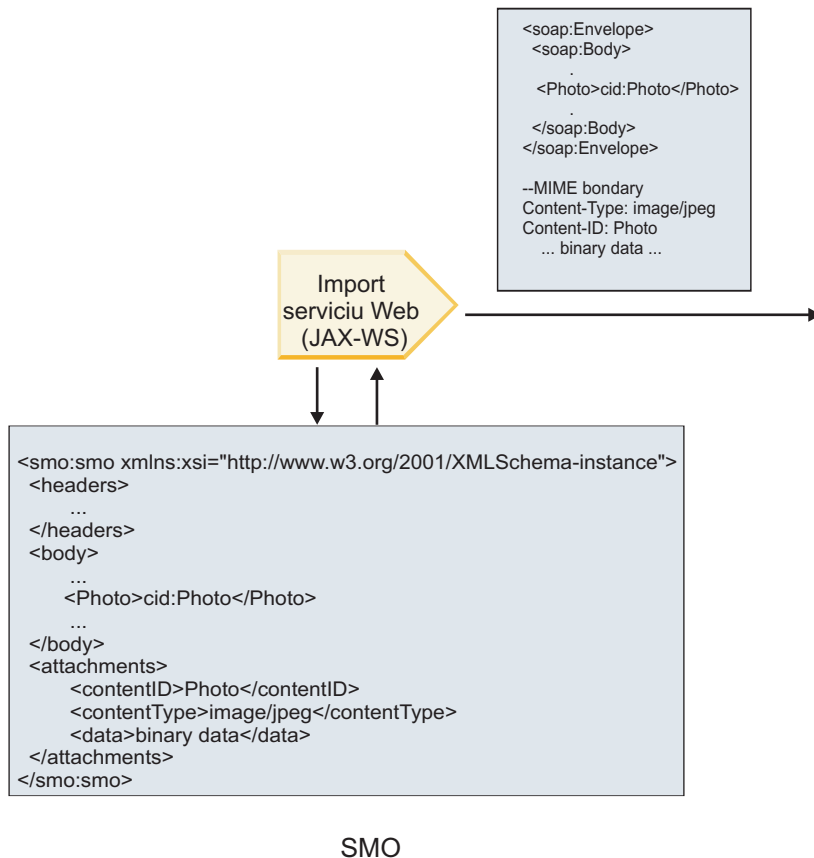 <soap:Envelope>
<soap:Body>
.
<Photo>cid:Photo</Photo>
.
</soap:Body>
</soap:Envelope>
--MIME bondary
Content-Type: image/jpeg
Content-ID: Photo
... binary data ...
Import
serviciu Web
(JAX-WS)
<smo:smo xmlns:xsi="http://www.w3.org/2001/XMLSchema-instance">
<headers>
...
</headers>
<body>
...
<Photo>cid:Photo</Photo>
...
</body>
<attachments>
<contentID>Photo</contentID>
<contentType>image/jpeg</contentType>
<data>binary data</data>
</attachments>
</smo:smo>
SMO